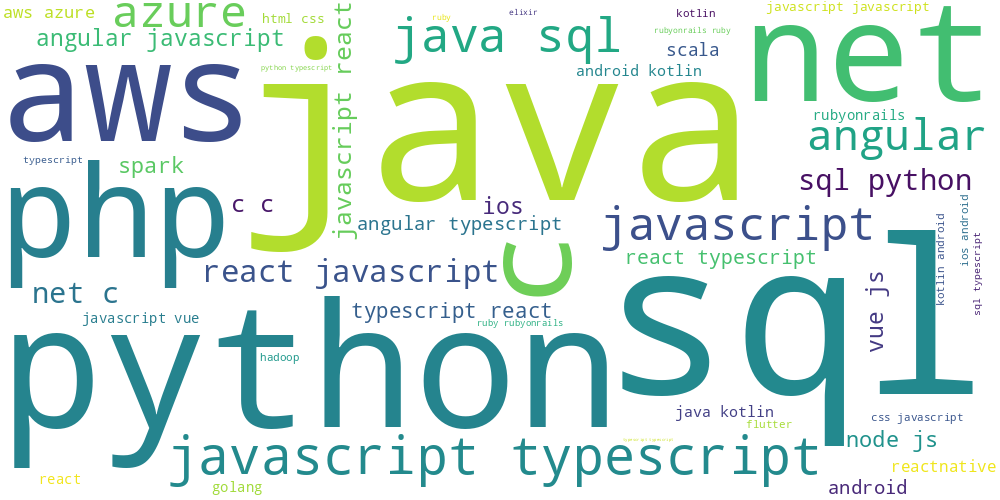 aws azure
azure
html css
ruby
elixir
kotlin
javascript javascript
angular javascript
java sql
rubyonrails ruby
scala
net
aws
python typescript
javascript react
java
android kotlin
rubyonrails
angular
typescript
spark
php
c c
ios
sql python
angular typescript
javascript
react javascript
c
react typescript
sql
vue js
kotlin android
ios android
sql typescript
net c
typescript react
javascript vue
ruby rubyonrails
python
hadoop
java kotlin
flutter
css javascript
javascript typescript
node js
react
golang
reactnative
android